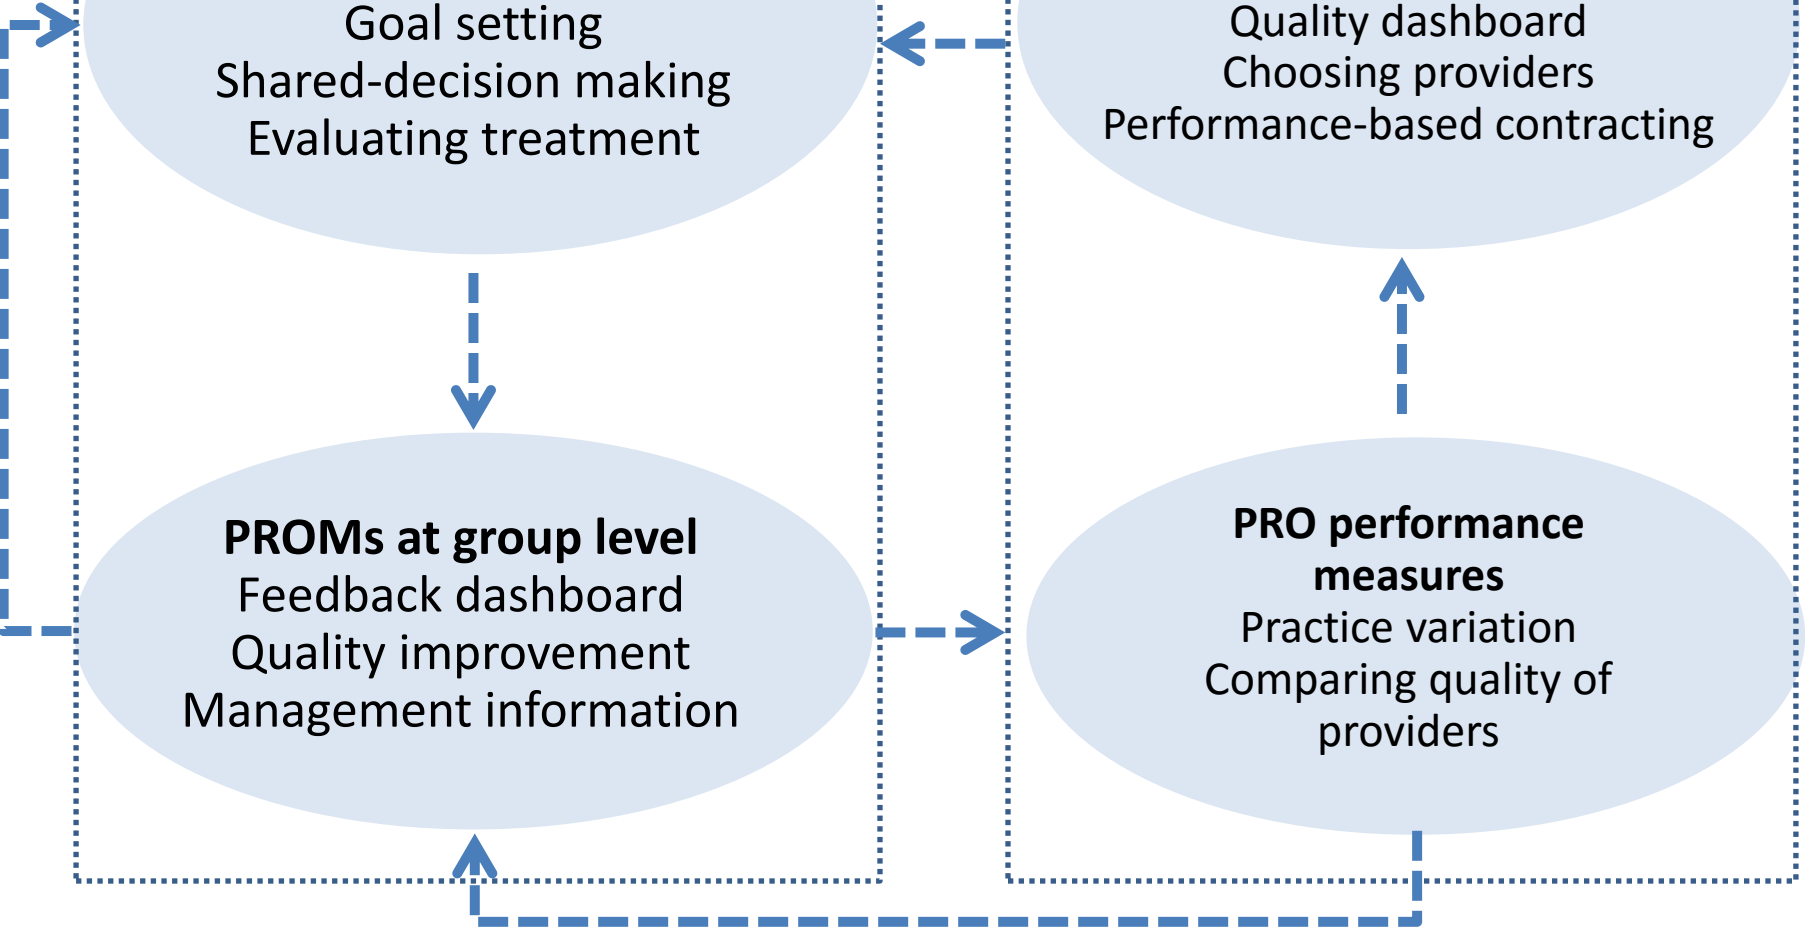 Goal setting
Shared-decision making
Evaluating treatment
Quality dashboard
Choosing providers
Performance-based contracting
PROMs at group level
Feedback dashboard
Quality improvement
Management information
PRO performance
measures
Practice variation
Comparing quality of
providers